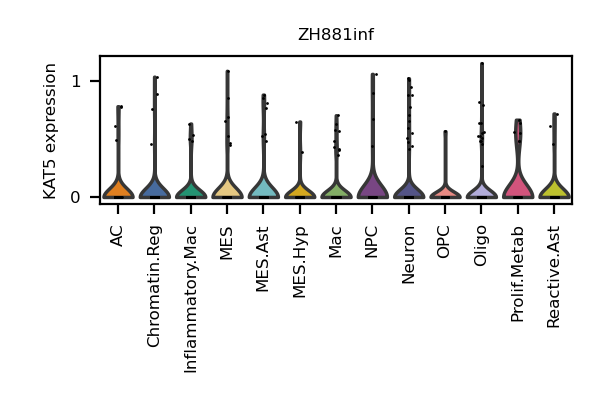 ZH881inf
KAT5 expression
1
0
AC
Chromatin.Reg
Inflammatory.Mac
MES
MES.Ast
MES.Hyp
Mac
NPC
Neuron
OPC
Oligo
Prolif.Metab
Reactive.Ast